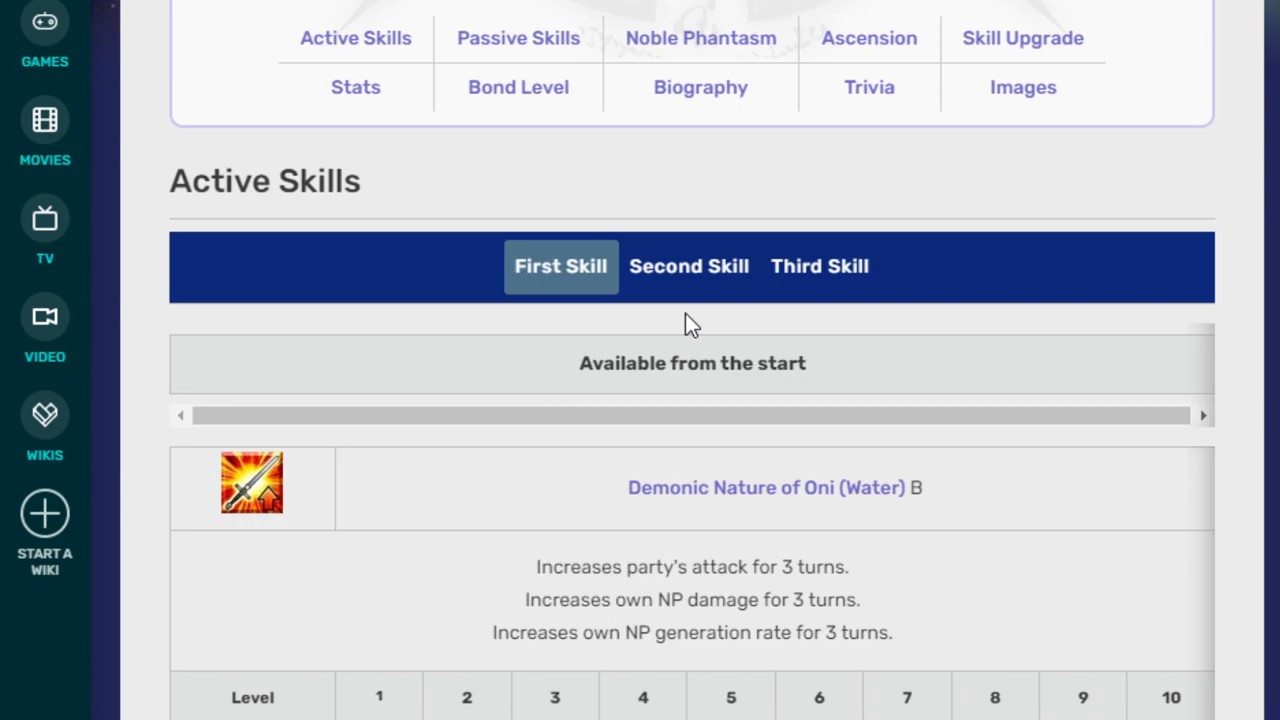 GAMES
MOVIES
TV
VIDEO
WIKIS
START A
WIKI
Active Skills Passive Skills Noble Phantasm Ascension Skill Upgrade
Stats Bond Level Biography Trivia Images
Active Skills
First Skill Second Skill Third Skill
Available from the start
Demonic Nature of Oni (Water) B
Increases party's attack for 3 turns.
Increases own NP damage for 3 turns.
Increases own NP generation rate for 3 turns.
Level 1 2 3 4 5 6 7 8 9 10